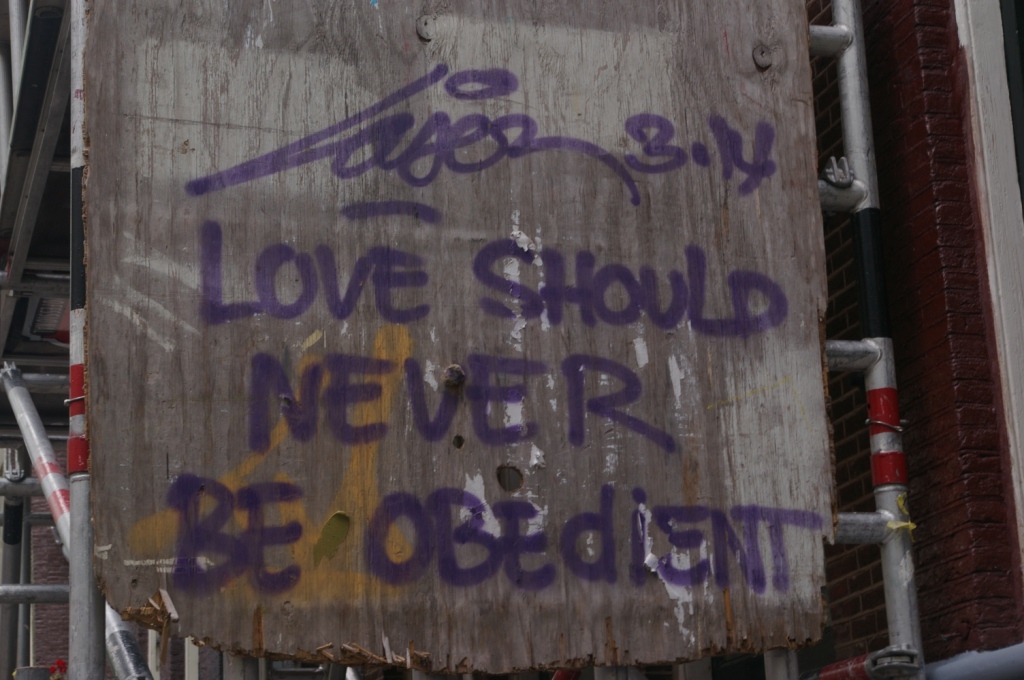 Laser 3.14
LOVE SHOULD
NEVER
BE OBEdiENT